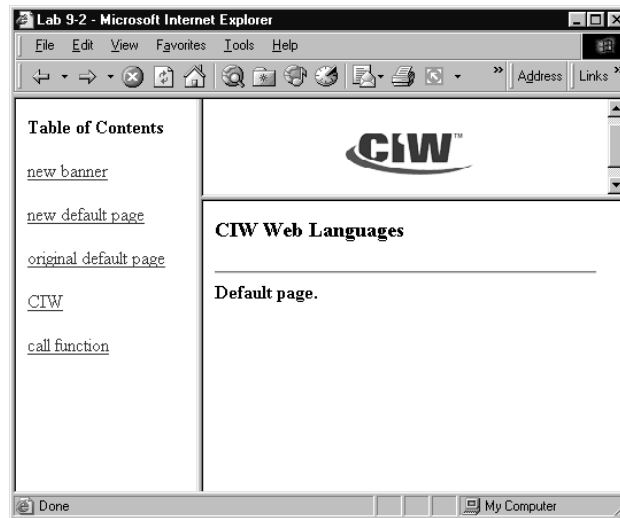 Lab 9-2 - Microsoft Internet Explorer
File Edit View Favorites Tools Help
» Address Links »
Table of Contents
new banner
new default page
original default page
CIW
call function
CIW™
CIW Web Languages
Default page.
Done
My Computer